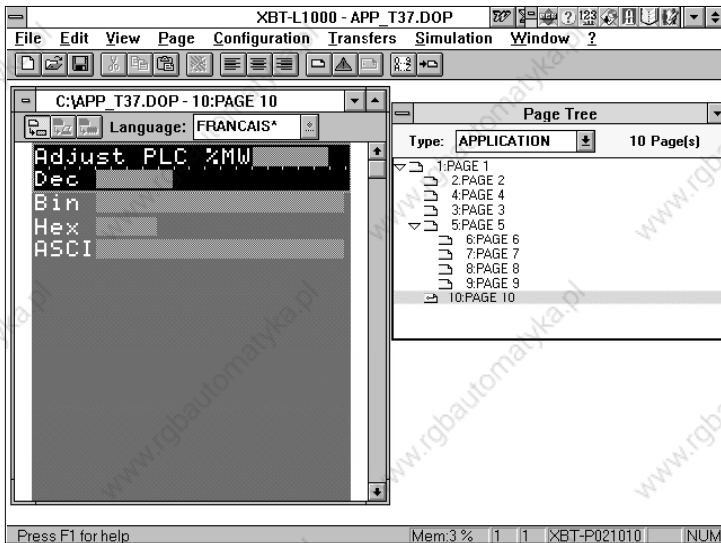 XBT-L1000 - APP_T37.DOP
File Edit View Page Configuration Transfers Simulation Window ?
C:\APP_T37.DOP - 10:PAGE 10
Language: FRANCAIS*
Adjust PLC %MW
Dec
Bin
Hex
ASCI
Page Tree
Type: APPLICATION 10 Page(s)
1:PAGE 1
2:PAGE 2
4:PAGE 4
3:PAGE 3
5:PAGE 5
6:PAGE 6
7:PAGE 7
8:PAGE 8
9:PAGE 9
10:PAGE 10
Press F1 for help
Mem:3 % 1 1 XBT-P021010 NUM
www.rgbautomatyka.pl